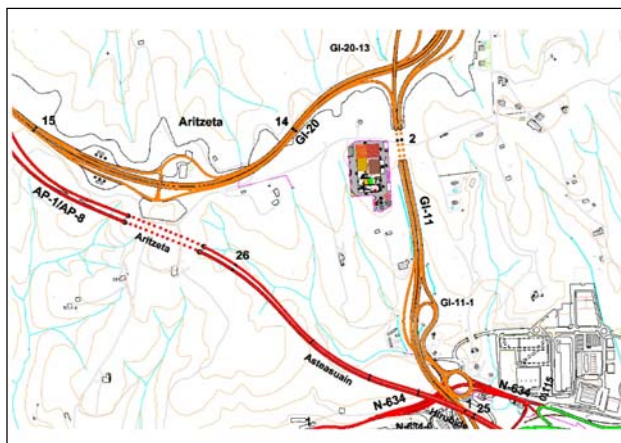 GI-20-13
15
Aritzeta
14
GI-20
2
AP-1/AP-8
Aritzeta
26
GI-11
GI-11-1
Asteasuain
N-634
N-634
25
N-634